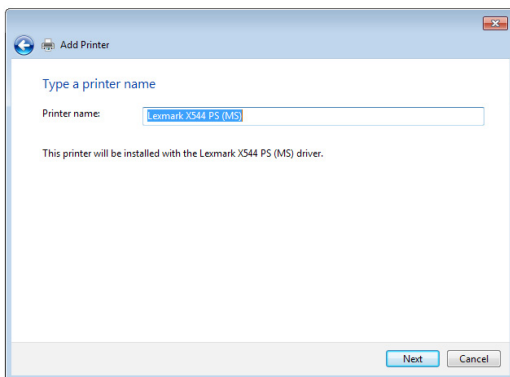 Add Printer
Type a printer name
Printer name: Lexmark X544 PS (MS)
This printer will be installed with the Lexmark X544 PS (MS) driver.
Next Cancel